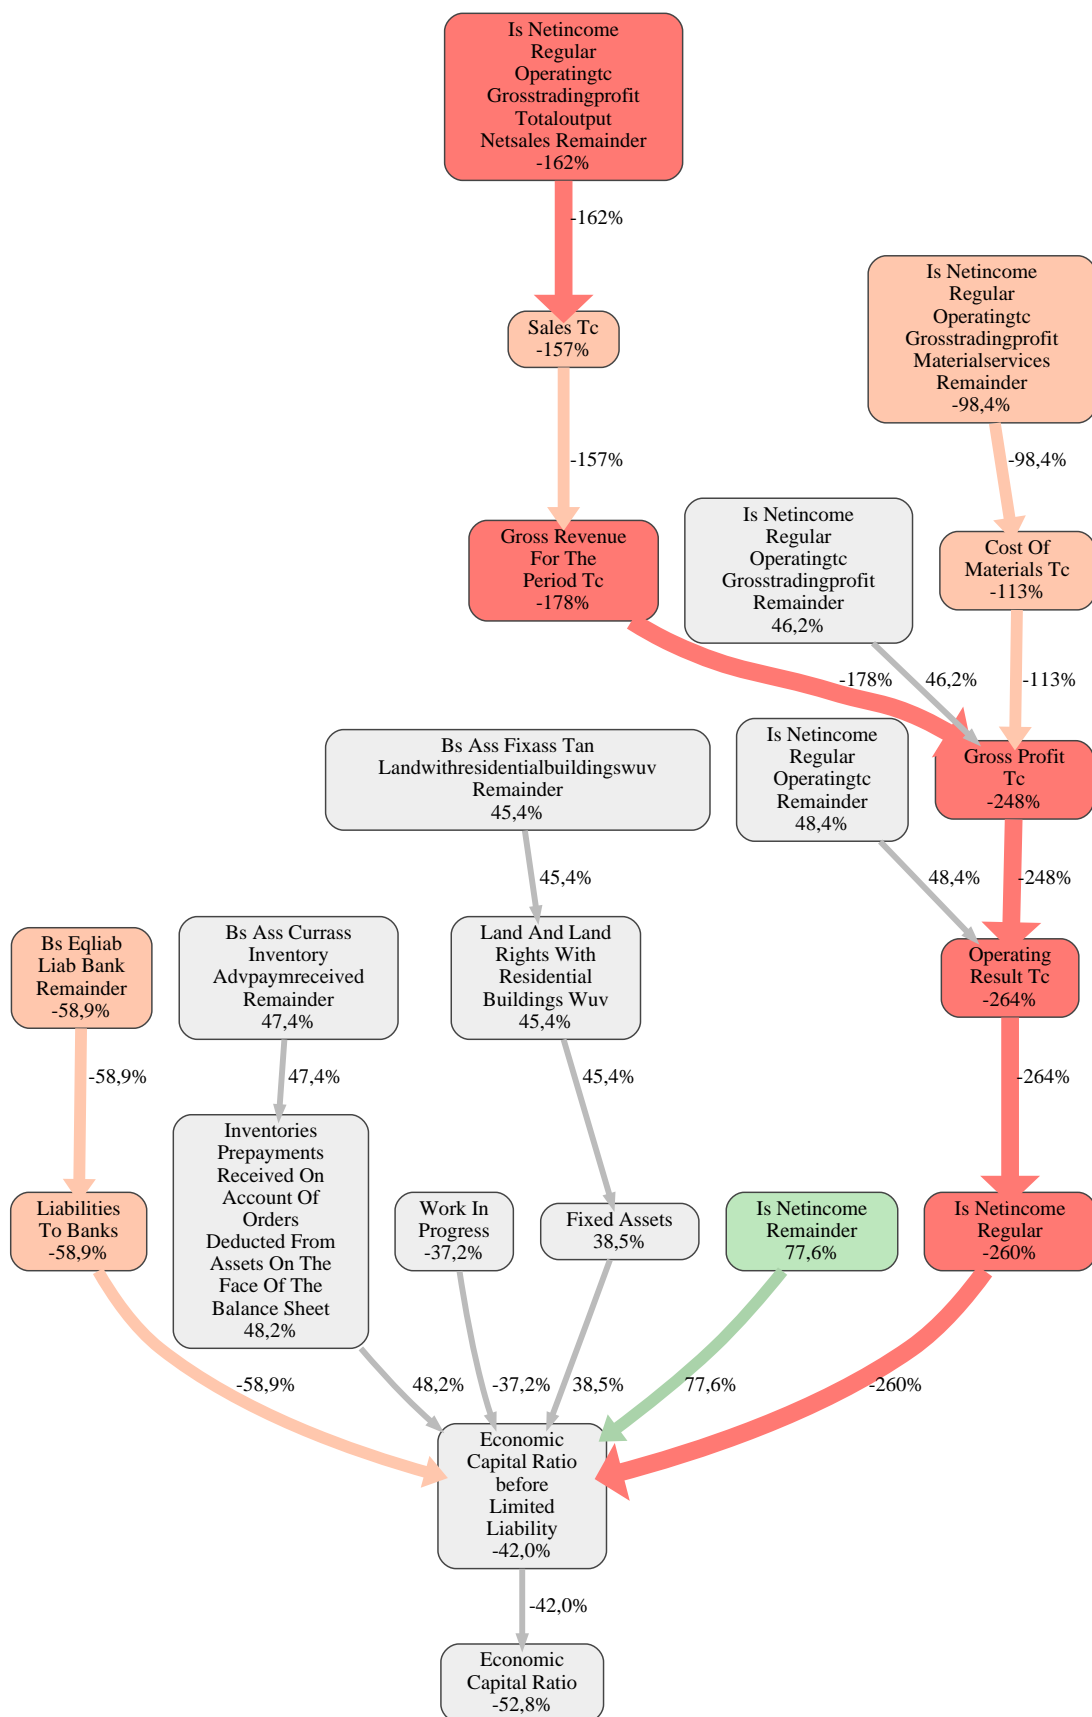 Is Netincome
Regular
Operatingtc
Grosstradingprofit
Totaloutput
Netsales Remainder
-162%
-162%
Sales Tc
-157%
Is Netincome
Regular
Operatingtc
Grosstradingprofit
Materialservices
Remainder
-98,4%
-157%
-98,4%
Gross Revenue
For The
Period Tc
-178%
Is Netincome
Regular
Operatingtc
Grosstradingprofit
Remainder
46,2%
Cost Of
Materials Tc
-113%
-178%
46,2%
-113%
Bs Ass Fixass Tan
Landwithresidentialbuildingswuv
Remainder
45,4%
Is Netincome
Regular
Operatingtc
Remainder
48,4%
Gross Profit
Tc
-248%
45,4%
48,4%
-248%
Bs Eqliab
Liab Bank
Remainder
-58,9%
Bs Ass Currass
Inventory
Advpaymreceived
Remainder
47,4%
Land And Land
Rights With
Residential
Buildings Wuv
45,4%
Operating
Result Tc
-264%
-58,9%
47,4%
45,4%
-264%
Liabilities
To Banks
-58,9%
Inventories
Prepayments
Received On
Account Of
Orders
Deducted From
Assets On The
Face Of The
Balance Sheet
48,2%
Work In
Progress
-37,2%
Fixed Assets
38,5%
Is Netincome
Remainder
77,6%
Is Netincome
Regular
-260%
-58,9%
48,2%
-37,2%
38,5%
77,6%
-260%
Economic
Capital Ratio
before
Limited
Liability
-42,0%
-42,0%
Economic
Capital Ratio
-52,8%